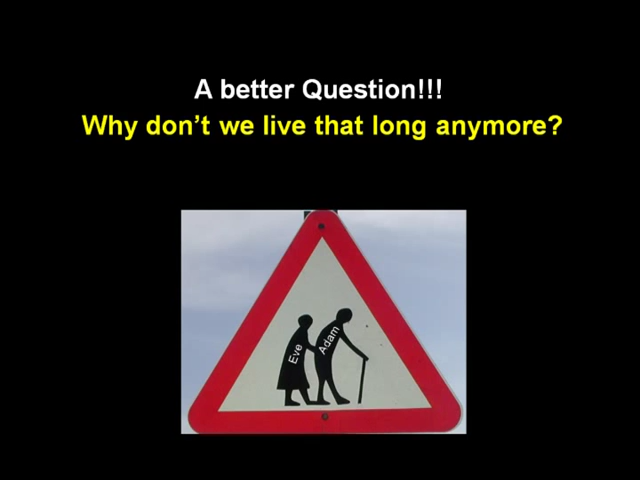 A better Question!!!
Why don't we live that long anymore?
Eve
Adam